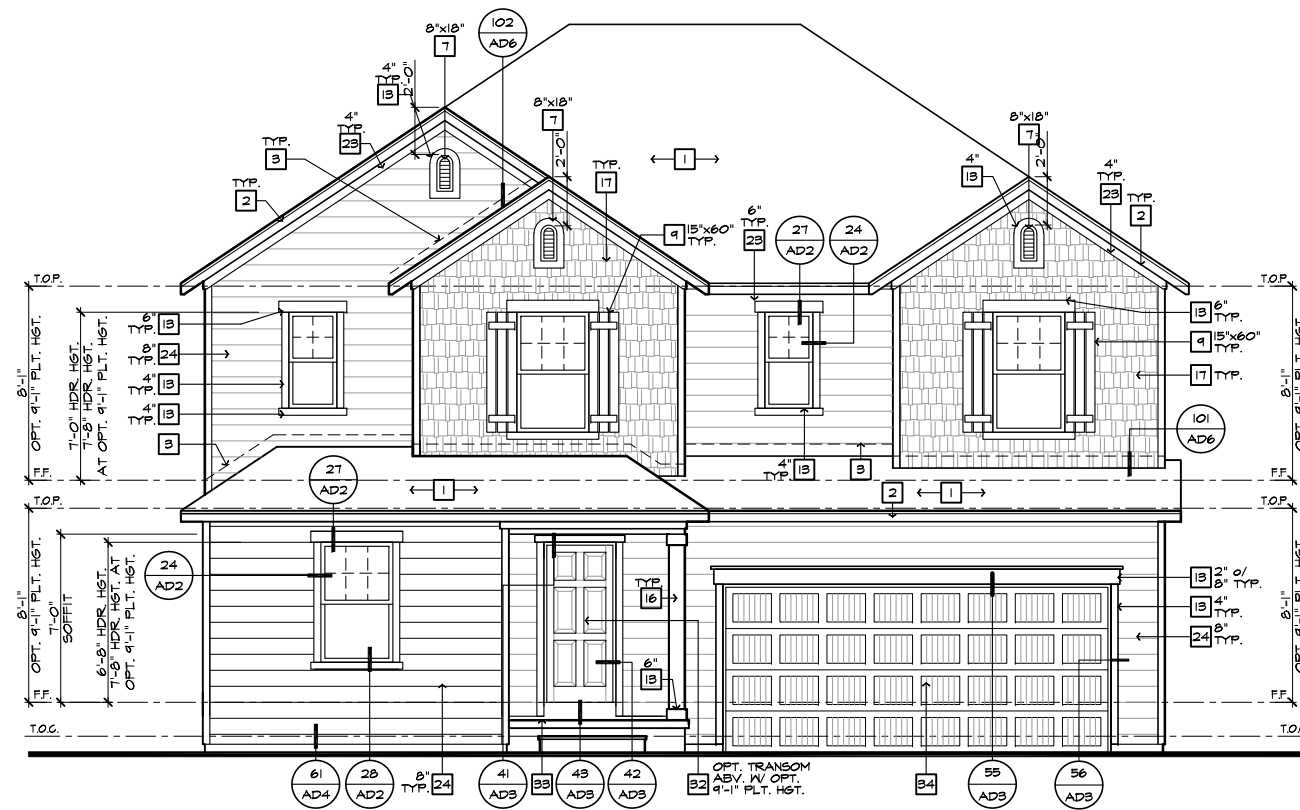 8"x18"
7
102
AD6
4"
TYP.
13
2'-0"
8"x18"
7
2'-0"
8"x18"
7
2'-0"
4"
TYP.
23
TYP.
3
TYP.
2
TYP.
17
1
4"
13
4"
TYP.
23
TYP.
2
6"
TYP.
23
27
AD2
24
AD2
9
15"x60"
TYP.
T.O.P.
T.O.P.
6"
TYP.
13
8"
TYP.
24
4"
TYP.
13
4"
TYP.
13
3
13
6"
TYP.
9
15"x60"
TYP.
17 TYP.
101
AD6
8'-1"
OPT. 9'-1" PLT. HGT.
7'-0" HDR. HGT.
7'-8" HDR. HGT.
AT OPT. 9'-1" PLT. HGT.
8'-1"
OPT. 9'-1" PLT. HGT.
4"
TYP.
13
3
F.F.
F.F.
27
AD2
1
2
1
T.O.P.
T.O.P.
24
AD2
8'-1"
OPT. 9'-1" PLT. HGT.
7'-0"
SOFFIT
6'-8" HDR. HGT.
7'-8" HDR. HGT. AT
OPT. 9'-1" PLT. HGT.
8'-1"
OPT. 9'-1" PLT. HGT.
TYP.
16
6"
13
13
2" O/
8" TYP.
13
4"
TYP.
24
8"
TYP.
F.F.
F.F.
T.O.C.
T.O.C.
61
AD4
28
AD2
8"
TYP.
24
41
AD3
33
43
AD3
42
AD3
32
OPT. TRANSOM
ABV. W/ OPT.
9'-1" PLT. HGT.
34
55
AD3
56
AD3